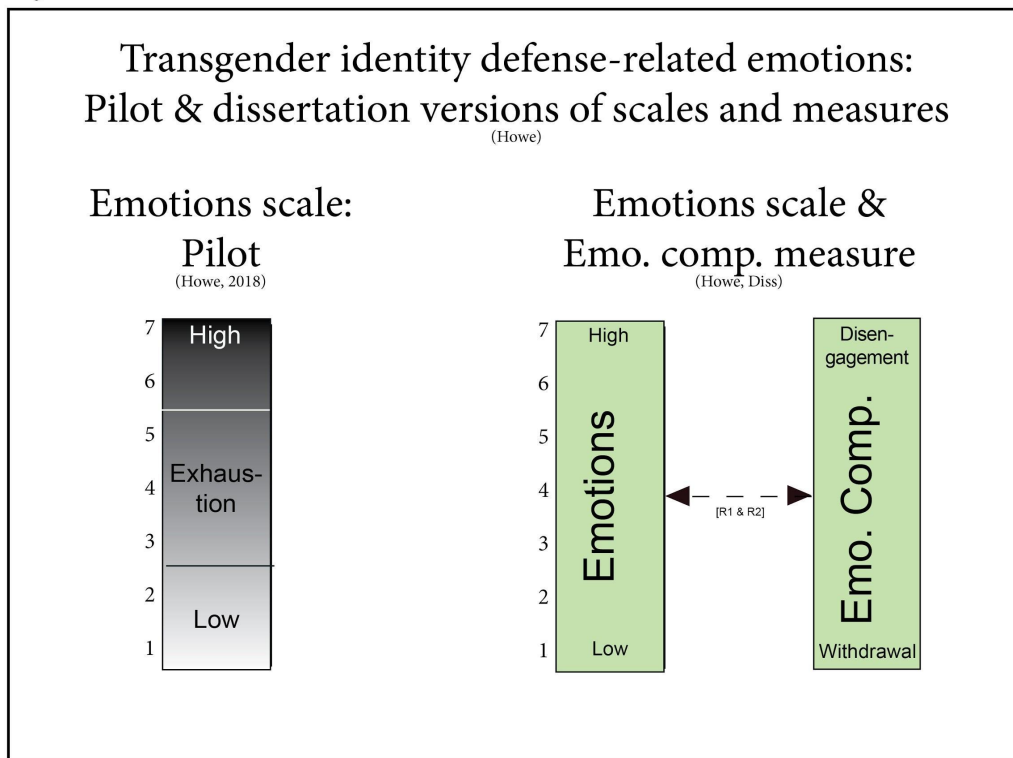 Transgender identity defense-related emotions:
Pilot & dissertation versions of scales and measures
(Howe)
Emotions scale:
Pilot
(Howe, 2018)
7
6
5
4
3
2
1
High
Exhaus-
tion
Low
Emotions scale &
Emo. comp. measure
(Howe, Diss)
7
6
5
4
3
2
1
High
Emotions
Low
[R1 & R2]
Disen-
gagement
Emo. Comp.
Withdrawal